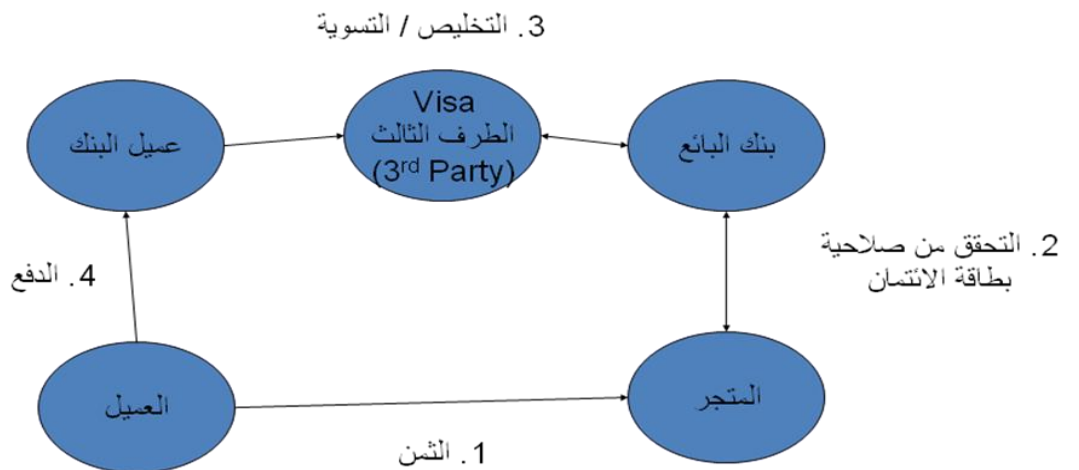 3. التخليص / التسوية
عميل البنك
Visa
الطرف الثالث
(3rd Party)
بنك البائع
2. التحقق من صلاحية
بطاقة الائتمان
4. الدفع
العميل
المتجر
1. الثمن